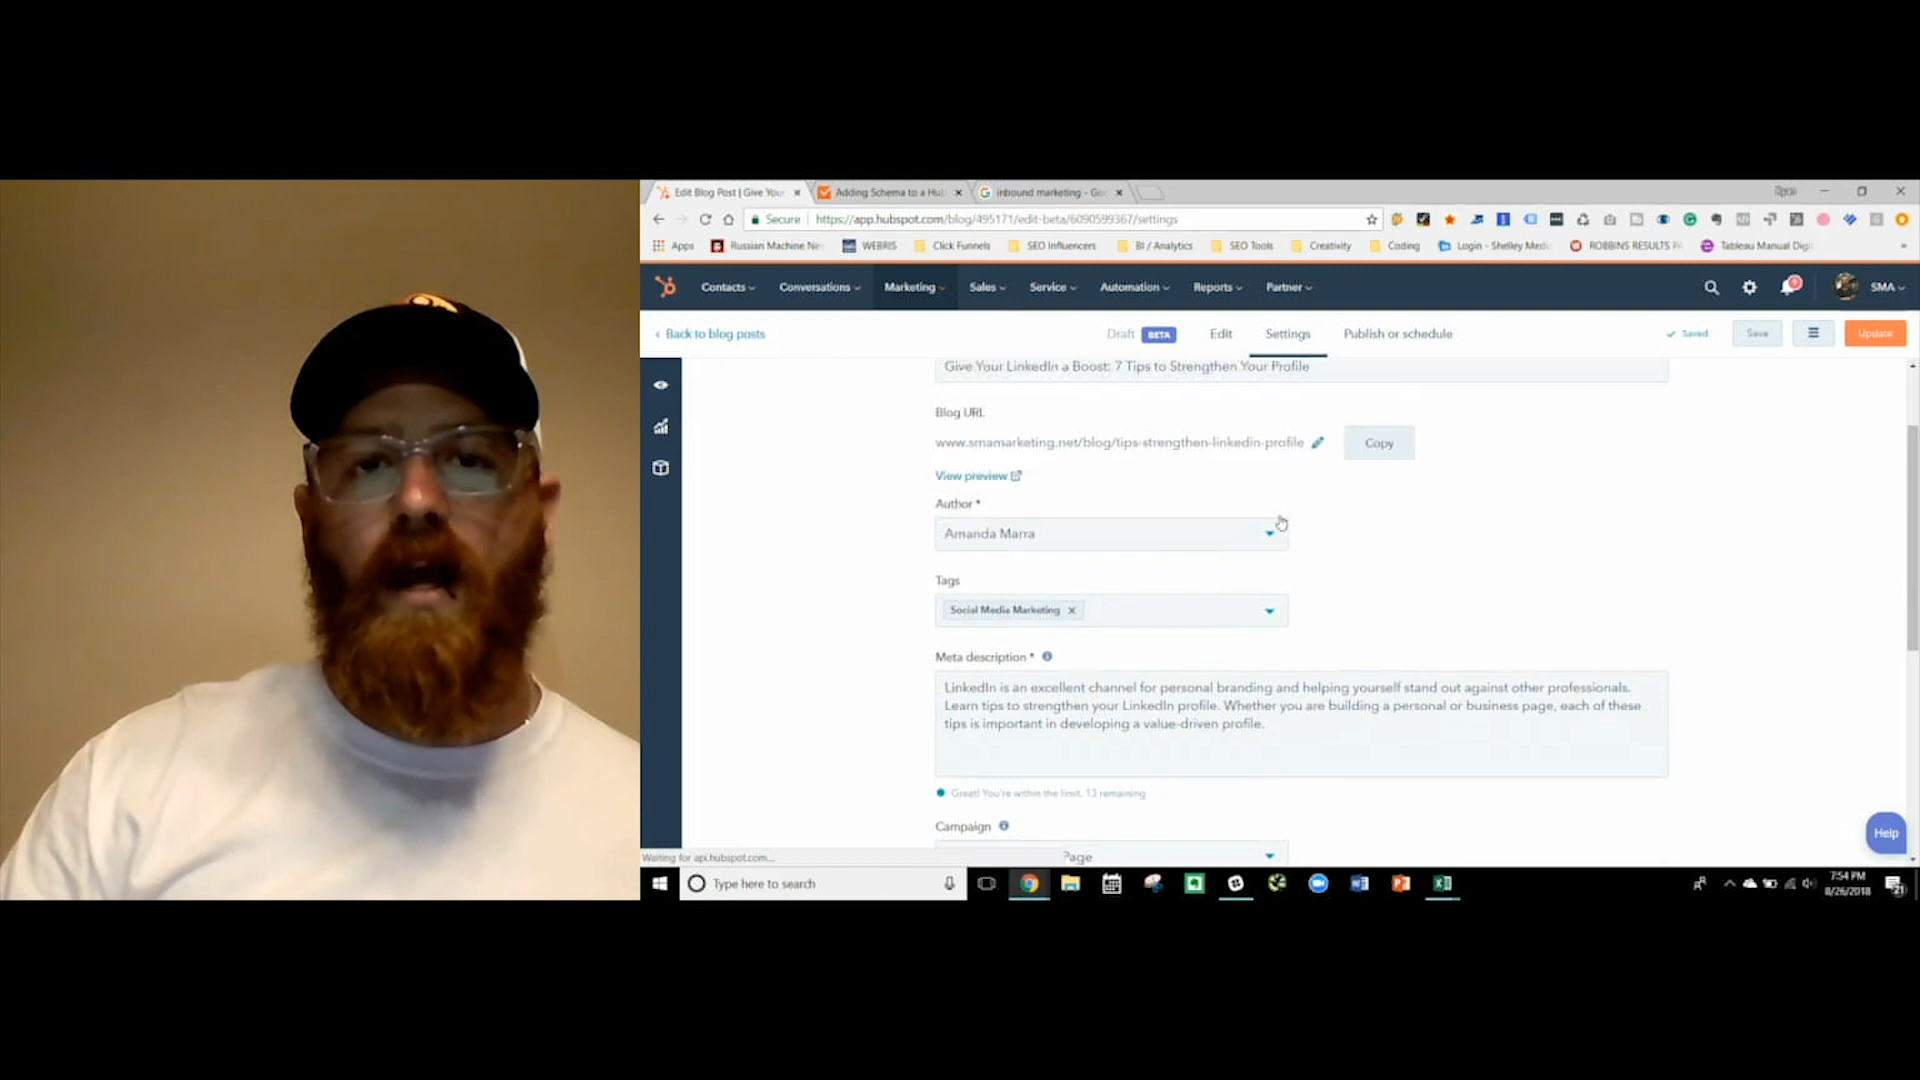 Edit Blog Post | Give Your
Adding Schema to a Hub
inbound marketing - Goo
Secure
https://app.hubspot.com/blog/495171/edit-beta/6090599367/settings
Apps
Russian Machine Ne
WEBRIS
Click Funnels
SEO Influencers
BI / Analytics
SEO Tools
Creativity
Coding
Login - Shelley Medi
ROBBINS RESULTS PA
Tableau Manual Digi
Contacts
Conversations
Marketing
Sales
Service
Automation
Reports
Partner
SMA
Back to blog posts
Draft BETA
Edit
Settings
Publish or schedule
Saved
Save
Update
Give Your LinkedIn a Boost: 7 Tips to Strengthen Your Profile
Blog URL
www.smamarketing.net/blog/tips-strengthen-linkedin-profile
Copy
View preview
Author *
Amanda Marra
Tags
Social Media Marketing
Meta description *
LinkedIn is an excellent channel for personal branding and helping yourself stand out against other professionals.
Learn tips to strengthen your LinkedIn profile. Whether you are building a personal or business page, each of these
tips is important in developing a value-driven profile.
Great! You're within the limit. 13 remaining
Campaign
Page
Help
Waiting for api.hubspot.com...
Type here to search
7:54 PM
8/26/2018
21